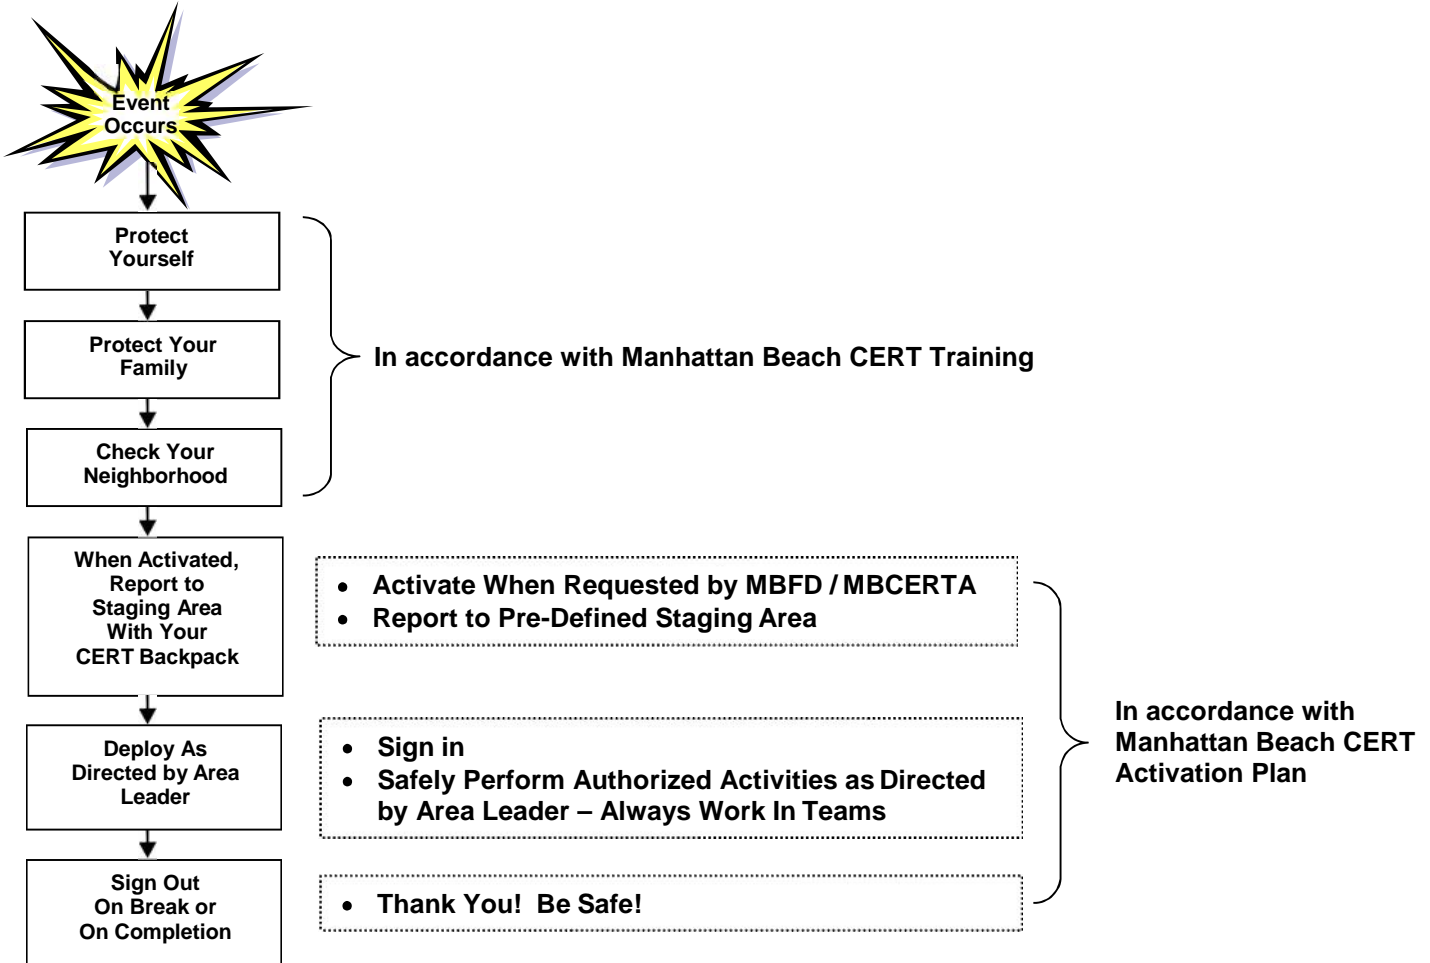 Event
Occurs
Protect
Yourself
Protect Your
Family
Check Your
Neighborhood
In accordance with Manhattan Beach CERT Training
When Activated,
Report to
Staging Area
With Your
CERT Backpack
• Activate When Requested by MBFD / MBCERTA
• Report to Pre-Defined Staging Area
Deploy As
Directed by Area
Leader
• Sign in
• Safely Perform Authorized Activities as Directed
by Area Leader – Always Work In Teams
In accordance with
Manhattan Beach CERT
Activation Plan
Sign Out
On Break or
On Completion
• Thank You! Be Safe!